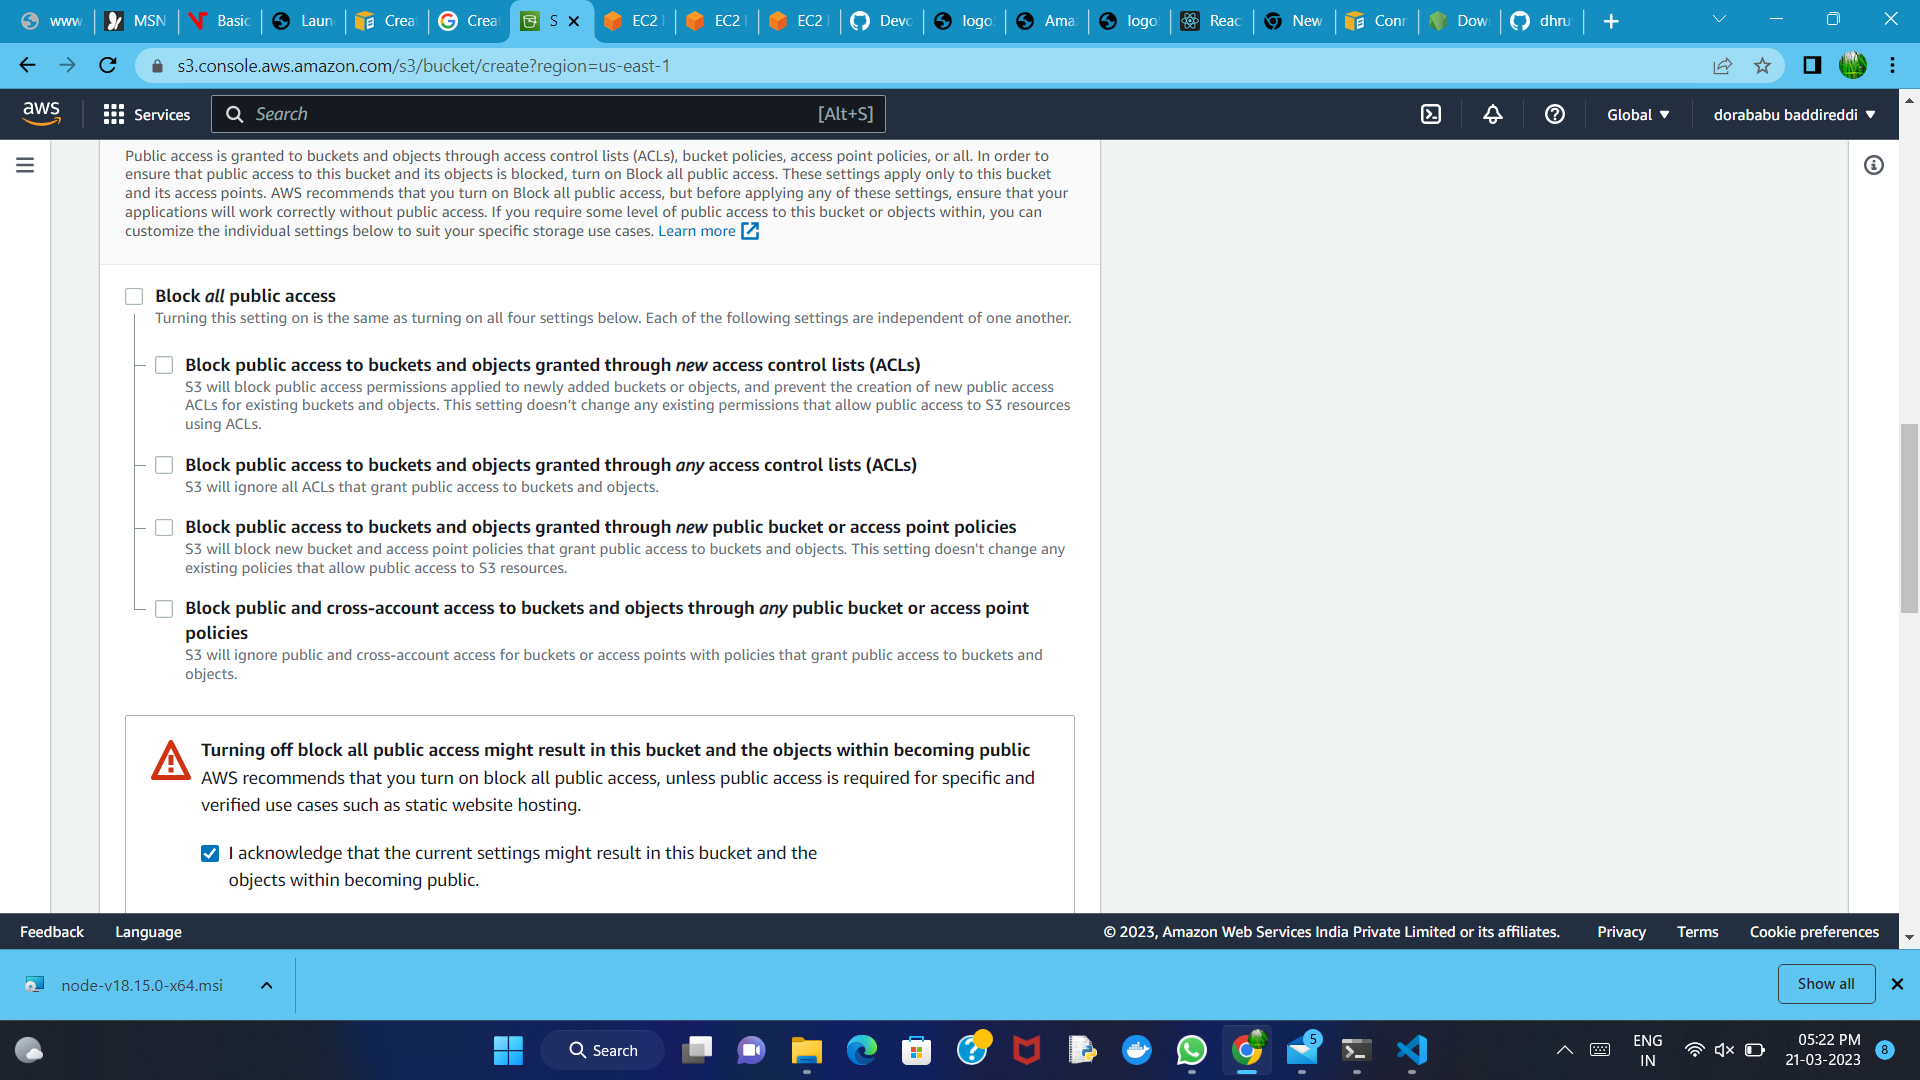 www
MSN
Basic
Laun
Crea
Crea
S
EC2
EC2
EC2
Devo
logo
Ama
logo
Reac
New
Conn
Dow
dhru
s3.console.aws.amazon.com/s3/bucket/create?region=us-east-1
aws
Services
Search
[Alt+S]
Global
dorababu baddireddi
Public access is granted to buckets and objects through access control lists (ACLs), bucket policies, access point policies, or all. In order to
ensure that public access to this bucket and its objects is blocked, turn on Block all public access. These settings apply only to this bucket
and its access points. AWS recommends that you turn on Block all public access, but before applying any of these settings, ensure that your
applications will work correctly without public access. If you require some level of public access to this bucket or objects within, you can
customize the individual settings below to suit your specific storage use cases. Learn more
Block all public access
Turning this setting on is the same as turning on all four settings below. Each of the following settings are independent of one another.
Block public access to buckets and objects granted through new access control lists (ACLs)
S3 will block public access permissions applied to newly added buckets or objects, and prevent the creation of new public access
ACLs for existing buckets and objects. This setting doesn't change any existing permissions that allow public access to S3 resources
using ACLs.
Block public access to buckets and objects granted through any access control lists (ACLs)
S3 will ignore all ACLs that grant public access to buckets and objects.
Block public access to buckets and objects granted through new public bucket or access point policies
S3 will block new bucket and access point policies that grant public access to buckets and objects. This setting doesn't change any
existing policies that allow public access to S3 resources.
Block public and cross-account access to buckets and objects through any public bucket or access point
policies
S3 will ignore public and cross-account access for buckets or access points with policies that grant public access to buckets and
objects.
Turning off block all public access might result in this bucket and the objects within becoming public
AWS recommends that you turn on block all public access, unless public access is required for specific and
verified use cases such as static website hosting.
I acknowledge that the current settings might result in this bucket and the
objects within becoming public.
Feedback
Language
© 2023, Amazon Web Services India Private Limited or its affiliates.
Privacy
Terms
Cookie preferences
node-v18.15.0-x64.msi
Show all
Search
5
ENG
IN
05:22 PM
21-03-2023
8